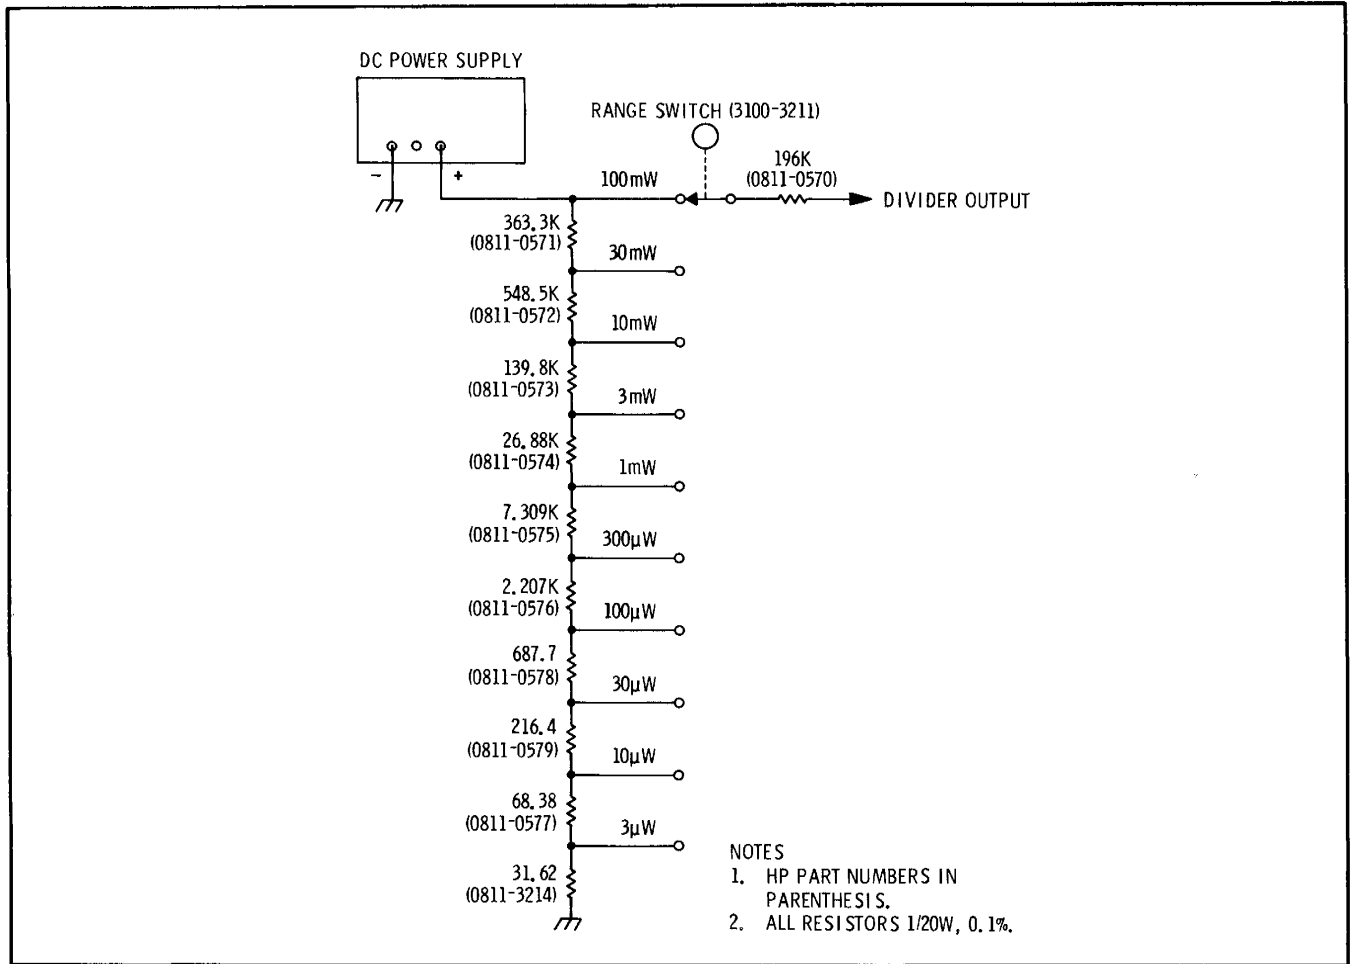 DC POWER SUPPLY
- +
RANGE SWITCH (3100-3211)
196K
(0811-0570)
DIVIDER OUTPUT
100mW
363.3K
(0811-0571)
30mW
548.5K
(0811-0572)
10mW
139.8K
(0811-0573)
3mW
26.88K
(0811-0574)
1mW
7.309K
(0811-0575)
300µW
2.207K
(0811-0576)
100µW
687.7
(0811-0578)
30µW
216.4
(0811-0579)
10µW
68.38
(0811-0577)
3µW
31.62
(0811-3214)
NOTES
1. HP PART NUMBERS IN
PARENTHESIS.
2. ALL RESISTORS 1/20W, 0.1%.